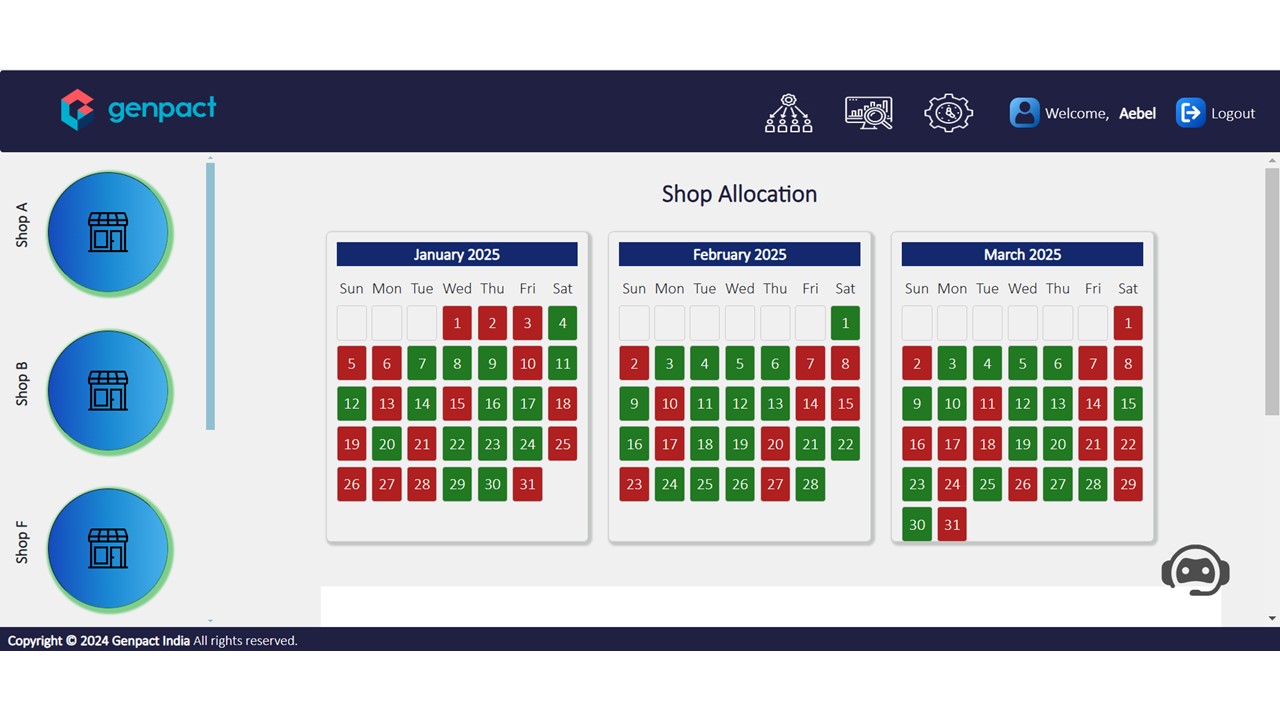 genpact
Welcome, Aebel
Logout
Shop A
Shop B
Shop F
Shop Allocation
January 2025
Sun Mon Tue Wed Thu Fri Sat
1 2 3 4
5 6 7 8 9 10 11
12 13 14 15 16 17 18
19 20 21 22 23 24 25
26 27 28 29 30 31
February 2025
Sun Mon Tue Wed Thu Fri Sat
1
2 3 4 5 6 7 8
9 10 11 12 13 14 15
16 17 18 19 20 21 22
23 24 25 26 27 28
March 2025
Sun Mon Tue Wed Thu Fri Sat
1
2 3 4 5 6 7 8
9 10 11 12 13 14 15
16 17 18 19 20 21 22
23 24 25 26 27 28 29
30 31
Copyright © 2024 Genpact India All rights reserved.